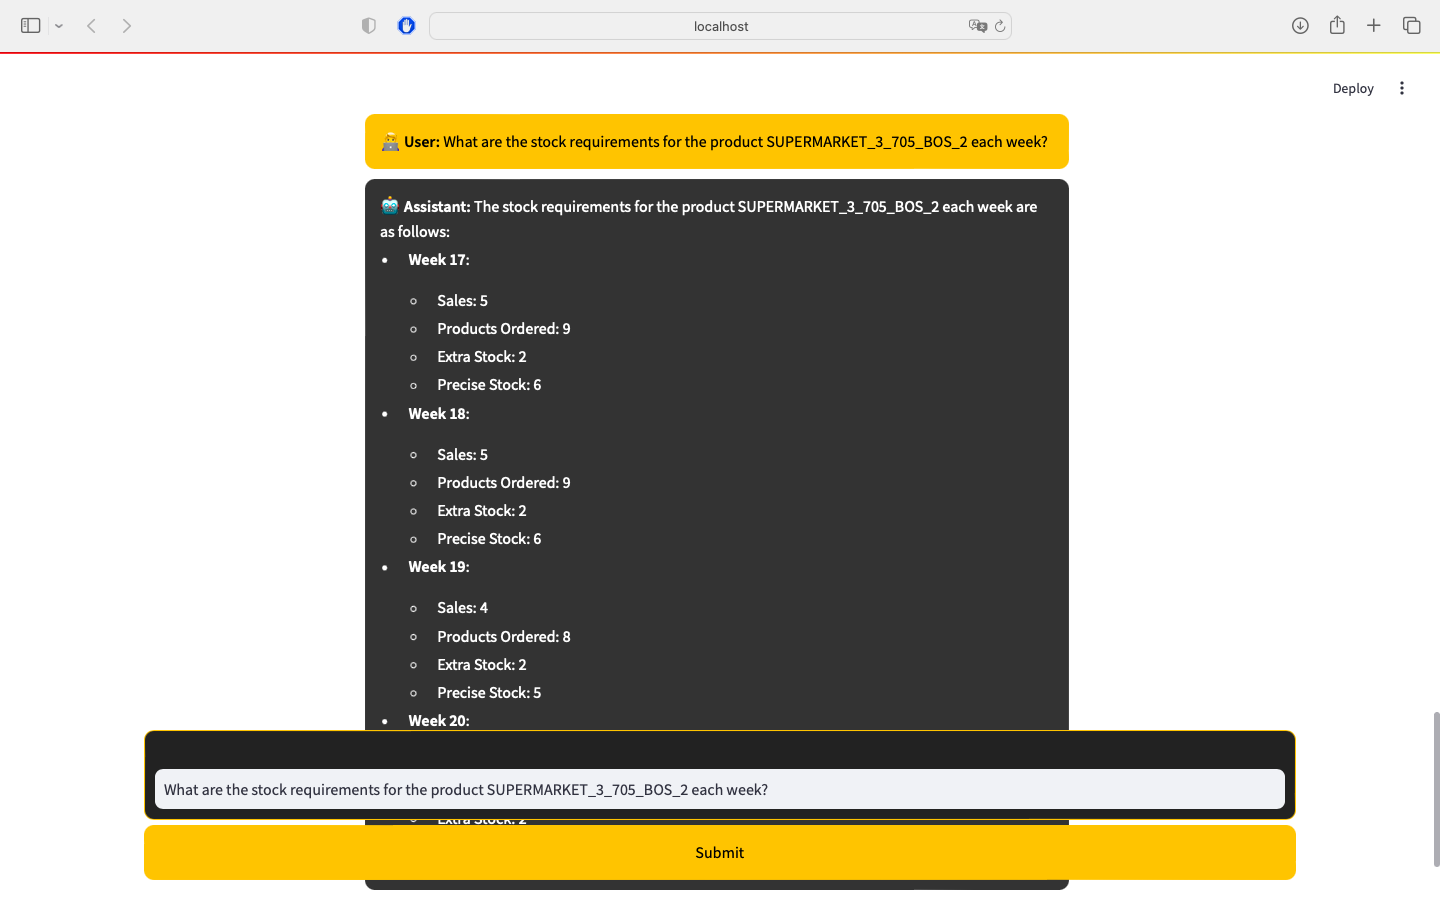 localhost
Deploy
User: What are the stock requirements for the product SUPERMARKET_3_705_BOS_2 each week?
Assistant: The stock requirements for the product SUPERMARKET_3_705_BOS_2 each week are
as follows:
• Week 17:
◦ Sales: 5
◦ Products Ordered: 9
◦ Extra Stock: 2
◦ Precise Stock: 6
• Week 18:
◦ Sales: 5
◦ Products Ordered: 9
◦ Extra Stock: 2
◦ Precise Stock: 6
• Week 19:
◦ Sales: 4
◦ Products Ordered: 8
◦ Extra Stock: 2
◦ Precise Stock: 5
• Week 20:
What are the stock requirements for the product SUPERMARKET_3_705_BOS_2 each week?
◦ Extra Stock: 2
Submit